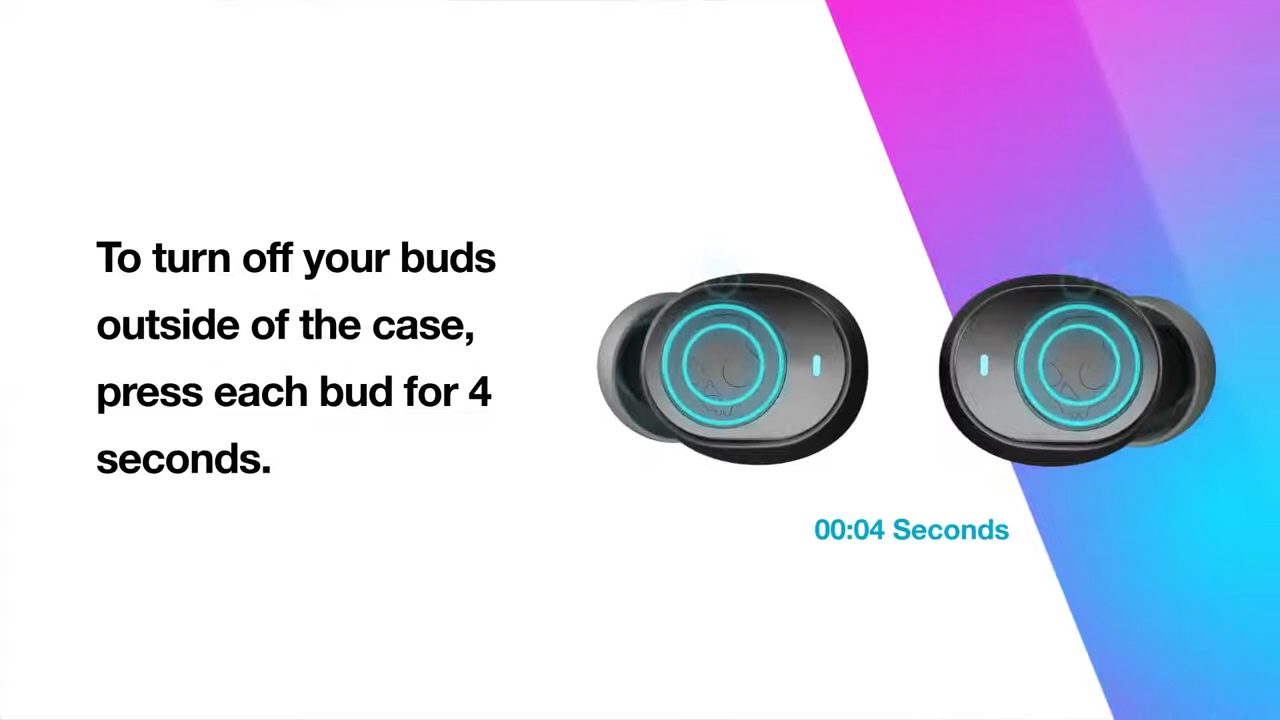 To turn off your buds
outside of the case,
press each bud for 4
seconds.
00:04 Seconds